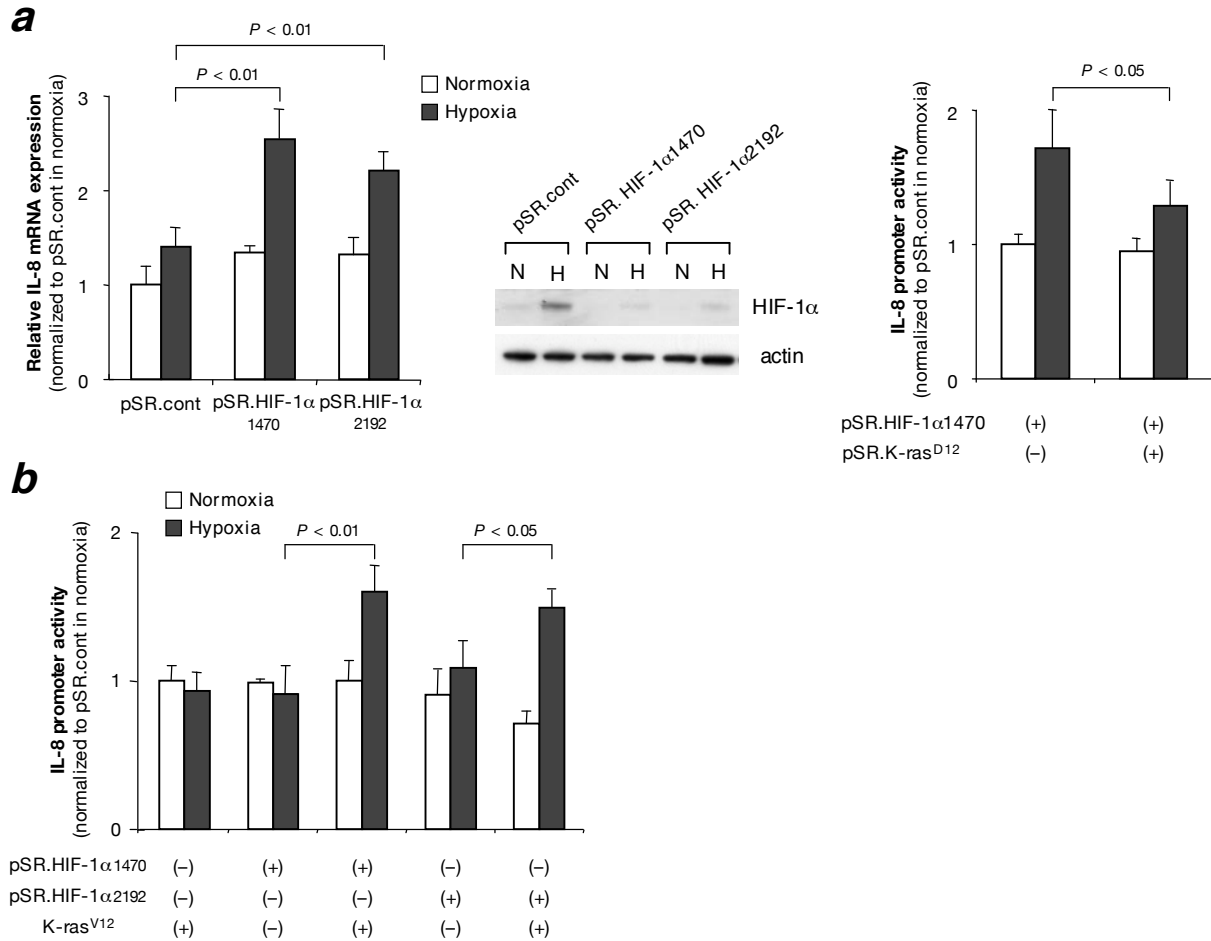 a
P < 0.01
P < 0.01
Normoxia
Hypoxia
Relative IL-8 mRNA expression
(normalized to pSR.cont in normoxia)
3
2
1
0
pSR.cont
pSR.HIF-1α
1470
pSR.HIF-1α
2192
pSR.cont
pSR. HIF-1α1470
pSR. HIF-1α2192
N H N H N H
HIF-1α
actin
P < 0.05
IL-8 promoter activity
(normalized to pSR.cont in normoxia)
2
1
0
pSR.HIF-1α1470 (+) (+)
pSR.K-rasD12 (–) (+)
b
Normoxia
Hypoxia
P < 0.01
P < 0.05
IL-8 promoter activity
(normalized to pSR.cont in normoxia)
2
1
0
pSR.HIF-1α1470 (–) (+) (+) (–) (–)
pSR.HIF-1α2192 (–) (–) (–) (+) (+)
K-rasV12 (+) (–) (+) (–) (+)